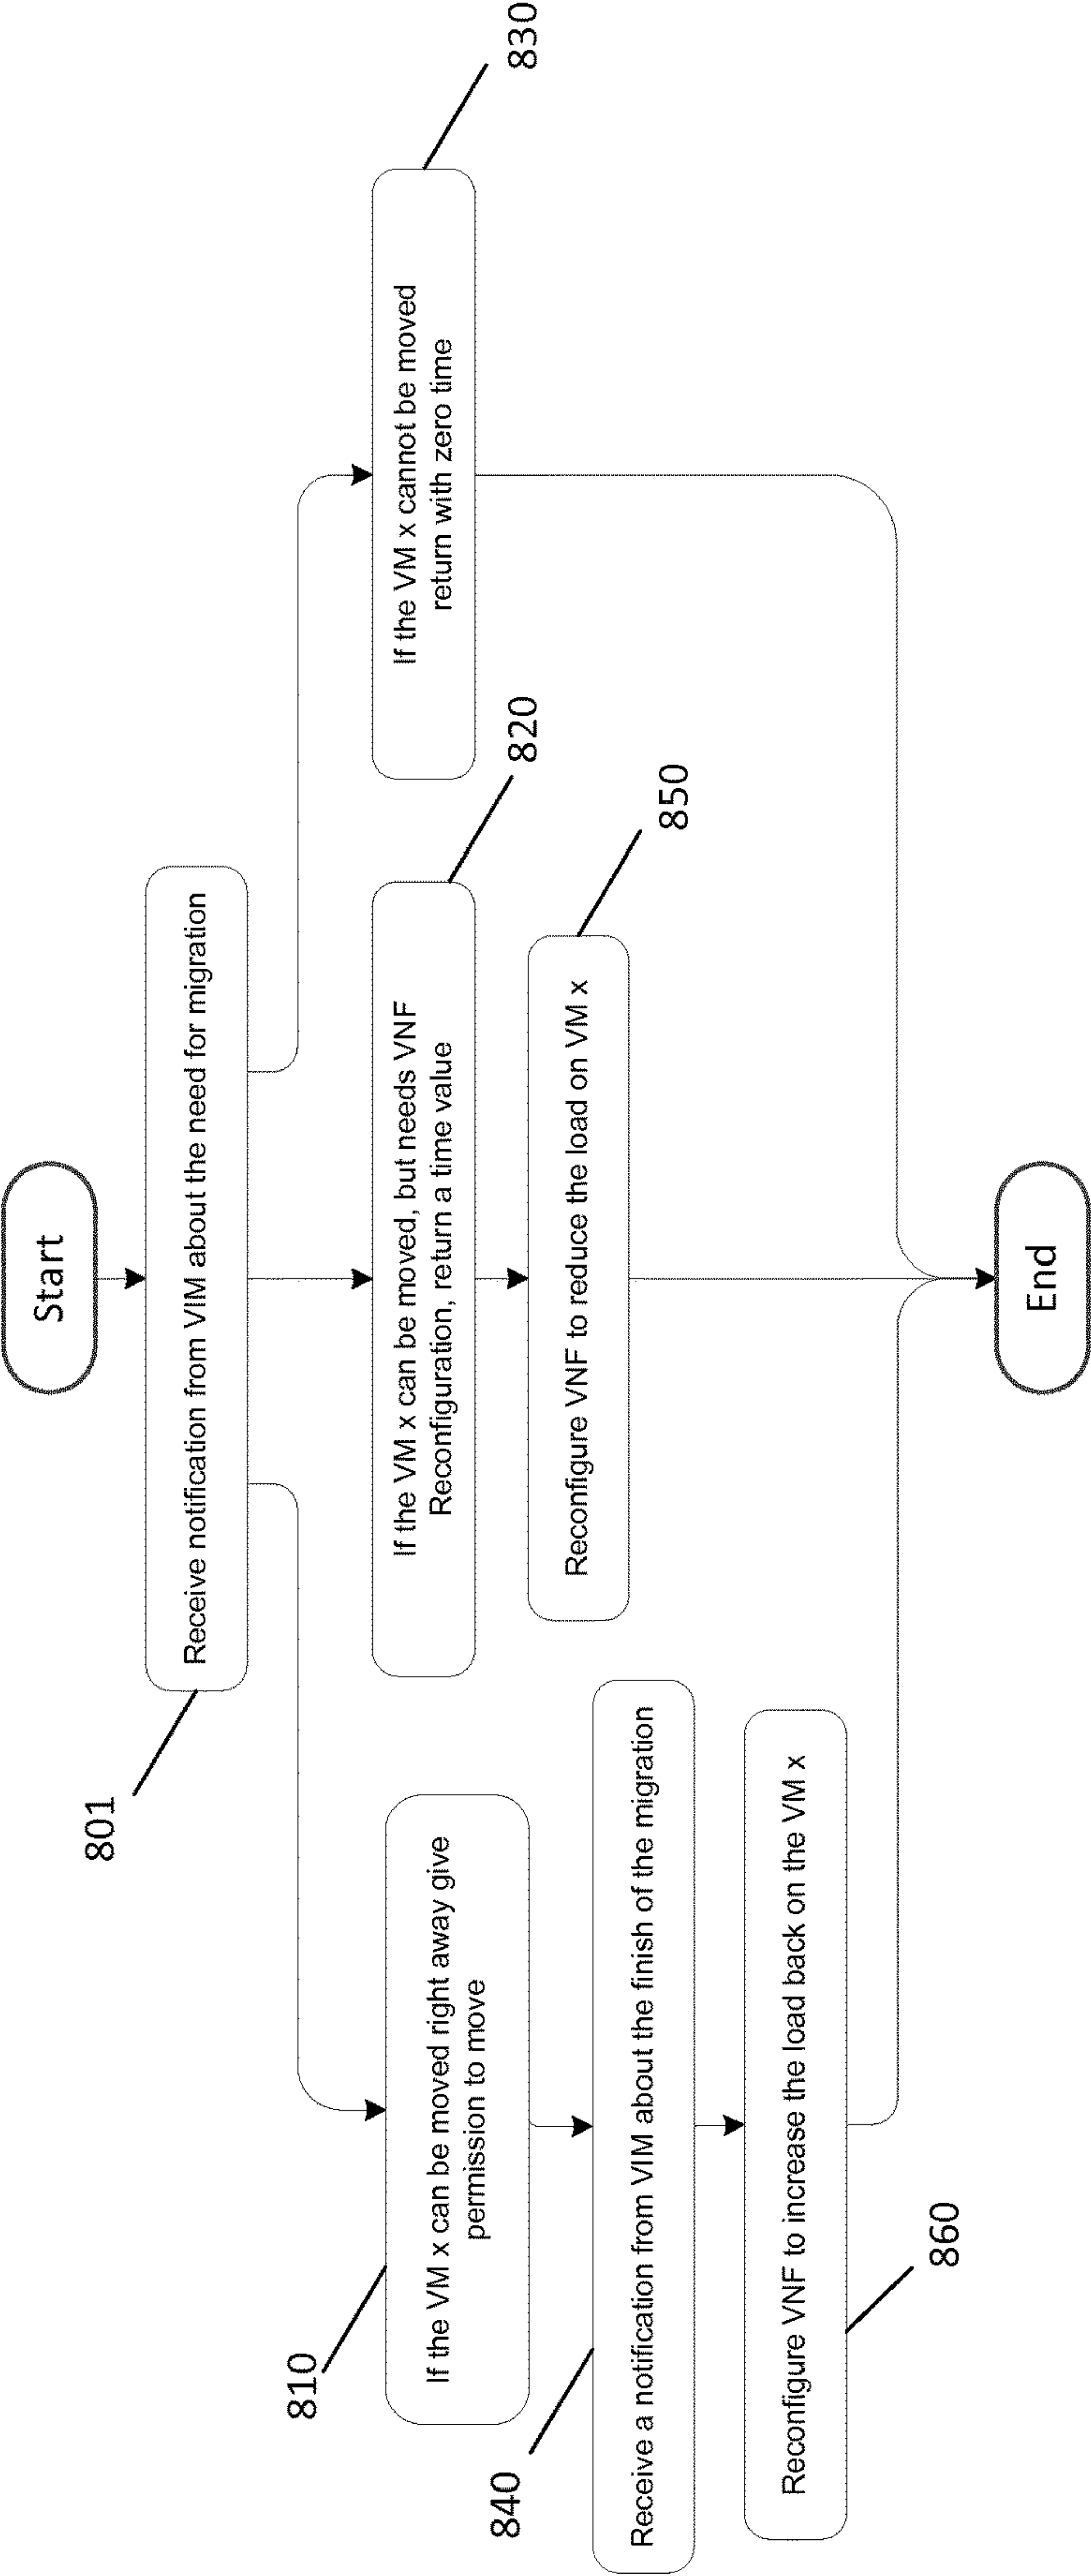 Start
801
Receive notification from VIM about the need for migration
810
If the VM x can be moved right away give
permission to move
820
If the VM x can be moved, but needs VNF
Reconfiguration, return a time value
830
If the VM x cannot be moved
return with zero time
840
Receive a notification from VIM about the finish of the migration
850
Reconfigure VNF to reduce the load on VM x
860
Reconfigure VNF to increase the load back on the VM x
End